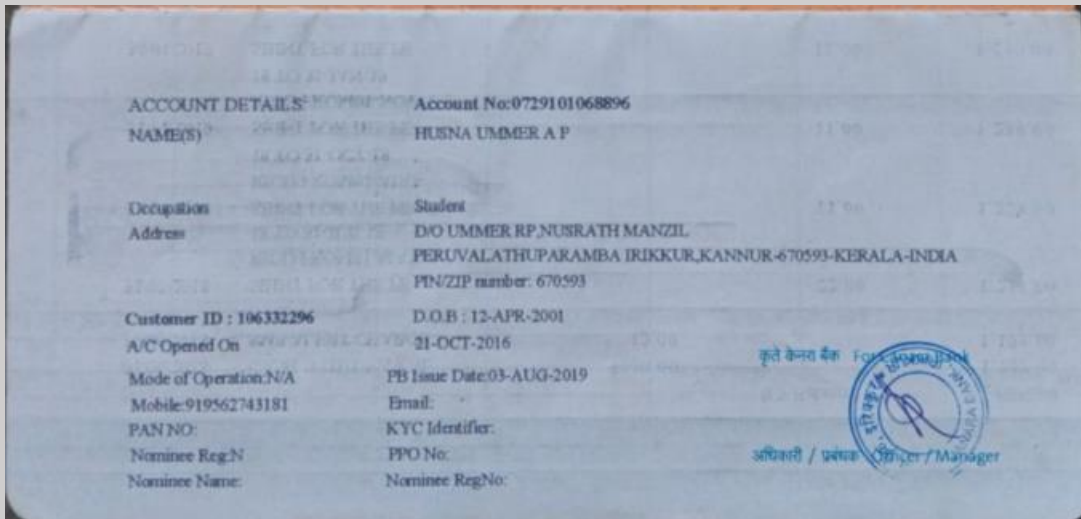 ACCOUNT DETAILS Account No:0729101068896
NAME(S) HUSNA UMMER A P
Occupation Student
Address D/O UMMER RP,NUSRATH MANZIL
PERUVALATHUPARAMBA IRIKKUR,KANNUR-670593-KERALA-INDIA
PIN/ZIP number: 670593
Customer ID : 106332296 D.O.B : 12-APR-2001
A/C Opened On 21-OCT-2016
Mode of Operation:N/A PB Issue Date:03-AUG-2019
Mobile:919562743181 Email:
PAN NO: KYC Identifier:
Nominee Reg:N PPO No:
Nominee Name: Nominee RegNo:
कृते केनरा बैंक For Canara Bank
अधिकारी / प्रबंधक Officer / Manager